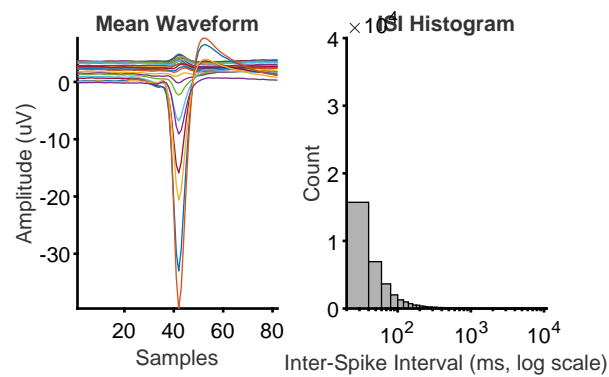 Mean Waveform
Amplitude (uV)
0
-10
-20
-30
20 40 60 80
Samples
×10⁴
ISI Histogram
Count
4
3
2
1
0
10² 10³ 10⁴
Inter-Spike Interval (ms, log scale)